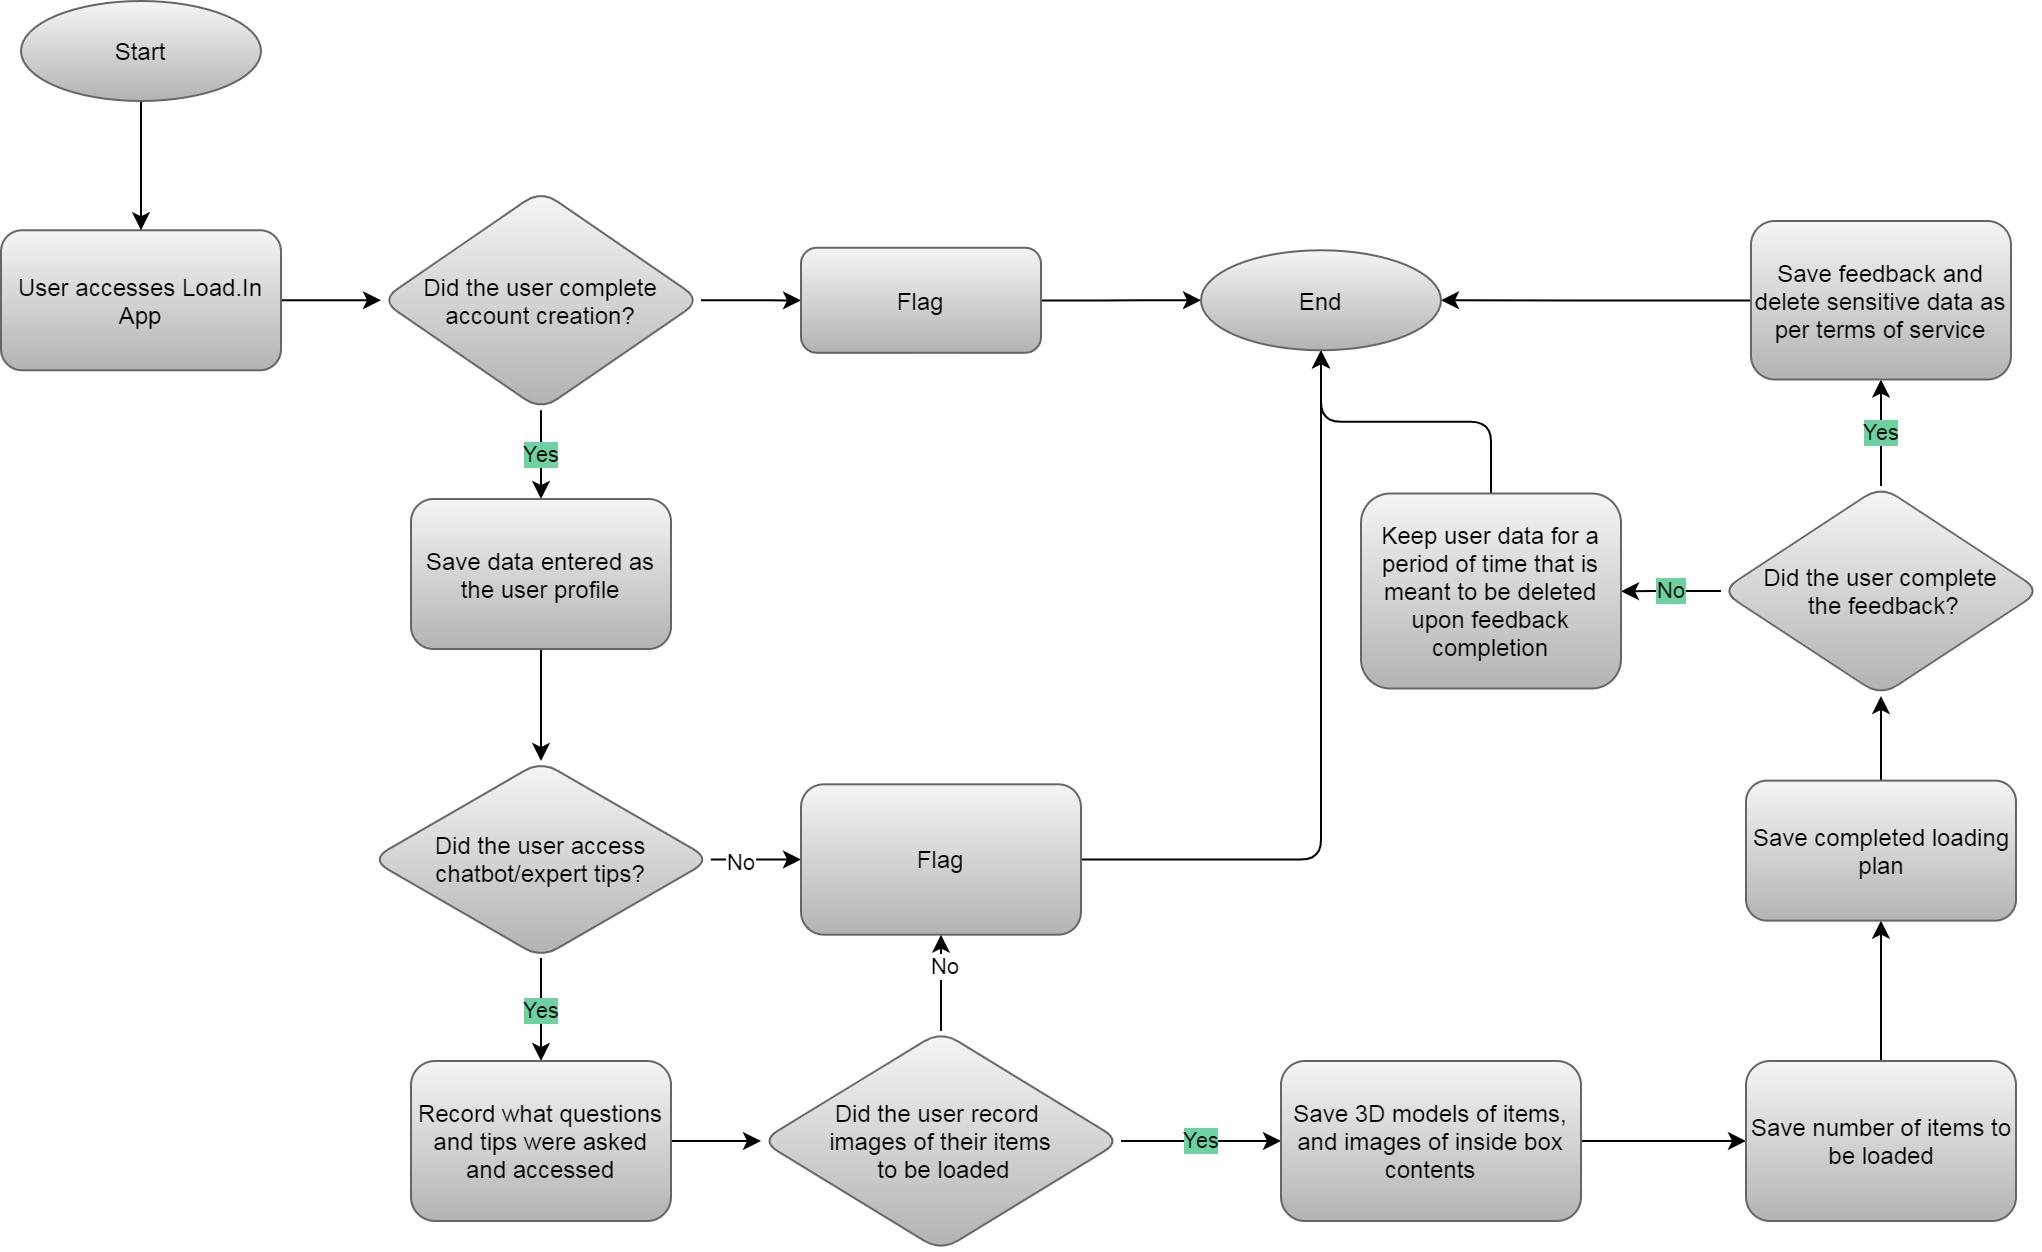 Start
User accesses Load.In
App
Did the user complete
account creation?
Flag
End
Save feedback and
delete sensitive data as
per terms of service
Yes
Yes
Save data entered as
the user profile
Keep user data for a
period of time that is
meant to be deleted
upon feedback
completion
No
Did the user complete
the feedback?
Did the user access
chatbot/expert tips?
No
Flag
Save completed loading
plan
No
Yes
Record what questions
and tips were asked
and accessed
Did the user record
images of their items
to be loaded
Yes
Save 3D models of items,
and images of inside box
contents
Save number of items to
be loaded